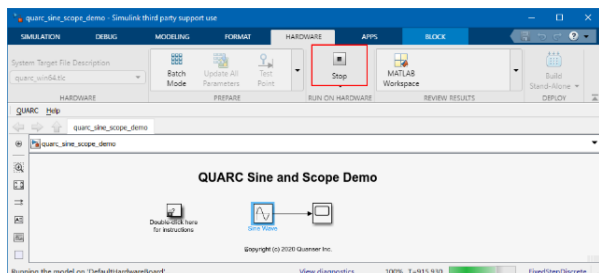 quarc_sine_scope_demo - Simulink third party support use
SIMULATION DEBUG MODELING FORMAT HARDWARE APPS BLOCK
System Target File Description
quarc_win64.tlc
Batch Mode
Update All Parameters
Test Point
Stop
MATLAB Workspace
Build Stand-Alone
HARDWARE PREPARE RUN ON HARDWARE REVIEW RESULTS DEPLOY
QUARC Help
quarc_sine_scope_demo
quarc_sine_scope_demo
QUARC Sine and Scope Demo
Double-click here
for instructions
Sine Wave
Copyright (c) 2020 Quanser Inc.
Running the model on 'DefaultHardwareBoard' View diagnostics 100% T=915.930 FixedStepDiscrete